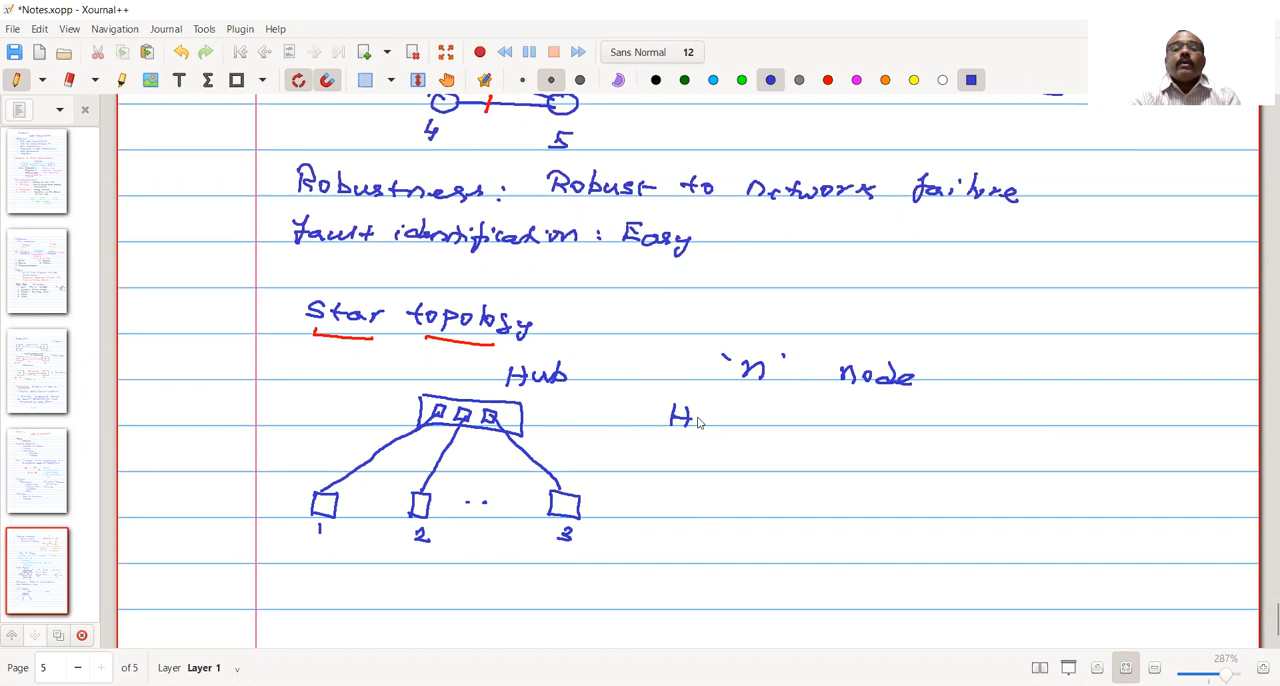 *Notes.xopp - Xournal++
File Edit View Navigation Journal Tools Plugin Help
Sans Normal 12
4
5
Robustness: Robust to network failure
fault identification: Easy
Star topology
Hub 'n' node
H
1 2 .. 3
Page 5 of 5 Layer Layer 1 287%